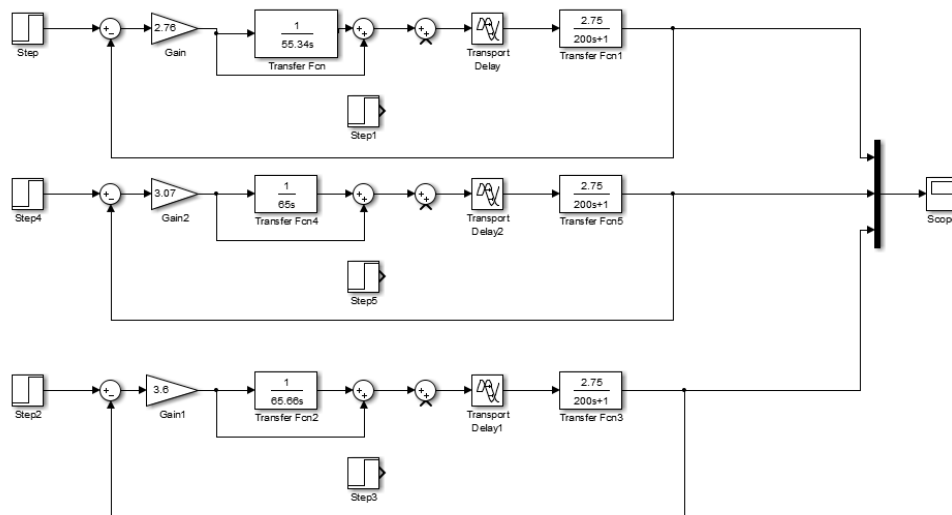 Step
2.76
Gain
1
55.34s
Transfer Fcn
Transport
Delay
2.75
200s+1
Transfer Fcn1
Step1
Step4
3.07
Gain2
1
65s
Transfer Fcn4
Transport
Delay2
2.75
200s+1
Transfer Fcn5
Scop
Step5
Step2
3.6
Gain1
1
65.66s
Transfer Fcn2
Transport
Delay1
2.75
200s+1
Transfer Fcn3
Step3